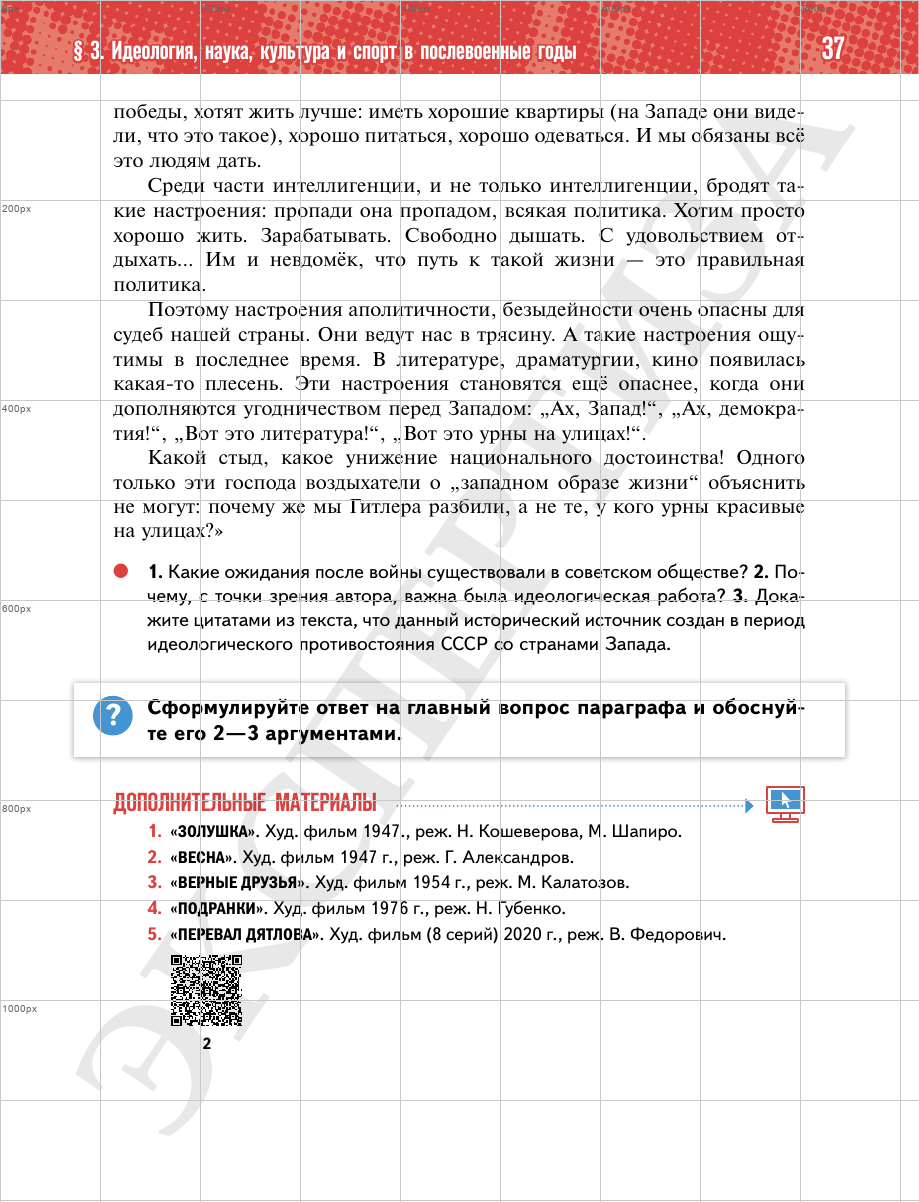 § 3. Идеология, наука, культура и спорт в послевоенные годы 37
победы, хотят жить лучше: иметь хорошие квартиры (на Западе они виде-
ли, что это такое), хорошо питаться, хорошо одеваться. И мы обязаны всё
это людям дать.
Среди части интеллигенции, и не только интеллигенции, бродят та-
кие настроения: пропади она пропадом, всякая политика. Хотим просто
хорошо жить. Зарабатывать. Свободно дышать. С удовольствием от-
дыхать... Им и невдомёк, что путь к такой жизни — это правильная
политика.
Поэтому настроения аполитичности, безыдейности очень опасны для
судеб нашей страны. Они ведут нас в трясину. А такие настроения ощу-
тимы в последнее время. В литературе, драматургии, кино появилась
какая-то плесень. Эти настроения становятся ещё опаснее, когда они
дополняются угодничеством перед Западом: „Ах, Запад!“, „Ах, демокра-
тия!“, „Вот это литература!“, „Вот это урны на улицах!“.
Какой стыд, какое унижение национального достоинства! Одного
только эти господа воздыхатели о „западном образе жизни“ объяснить
не могут: почему же мы Гитлера разбили, а не те, у кого урны красивые
на улицах?»
1. Какие ожидания после войны существовали в советском обществе? 2. По-
чему, с точки зрения автора, важна была идеологическая работа? 3. Дока-
жите цитатами из текста, что данный исторический источник создан в период
идеологического противостояния СССР со странами Запада.
? Сформулируйте ответ на главный вопрос параграфа и обоснуй-
те его 2—3 аргументами.
ДОПОЛНИТЕЛЬНЫЕ МАТЕРИАЛЫ
1. «ЗОЛУШКА». Худ. фильм 1947., реж. Н. Кошеверова, М. Шапиро.
2. «ВЕСНА». Худ. фильм 1947 г., реж. Г. Александров.
3. «ВЕРНЫЕ ДРУЗЬЯ». Худ. фильм 1954 г., реж. М. Калатозов.
4. «ПОДРАНКИ». Худ. фильм 1976 г., реж. Н. Губенко.
5. «ПЕРЕВАЛ ДЯТЛОВА». Худ. фильм (8 серий) 2020 г., реж. В. Федорович.
2
ЭКСПЕРТИЗА
200px
400px
600px
800px
1000px